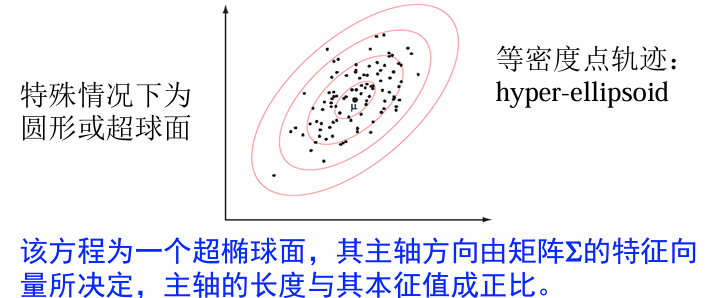 特殊情况下为
圆形或超球面
μ
等密度点轨迹：
hyper-ellipsoid
该方程为一个超椭球面，其主轴方向由矩阵Σ的特征向
量所决定，主轴的长度与其本征值成正比。